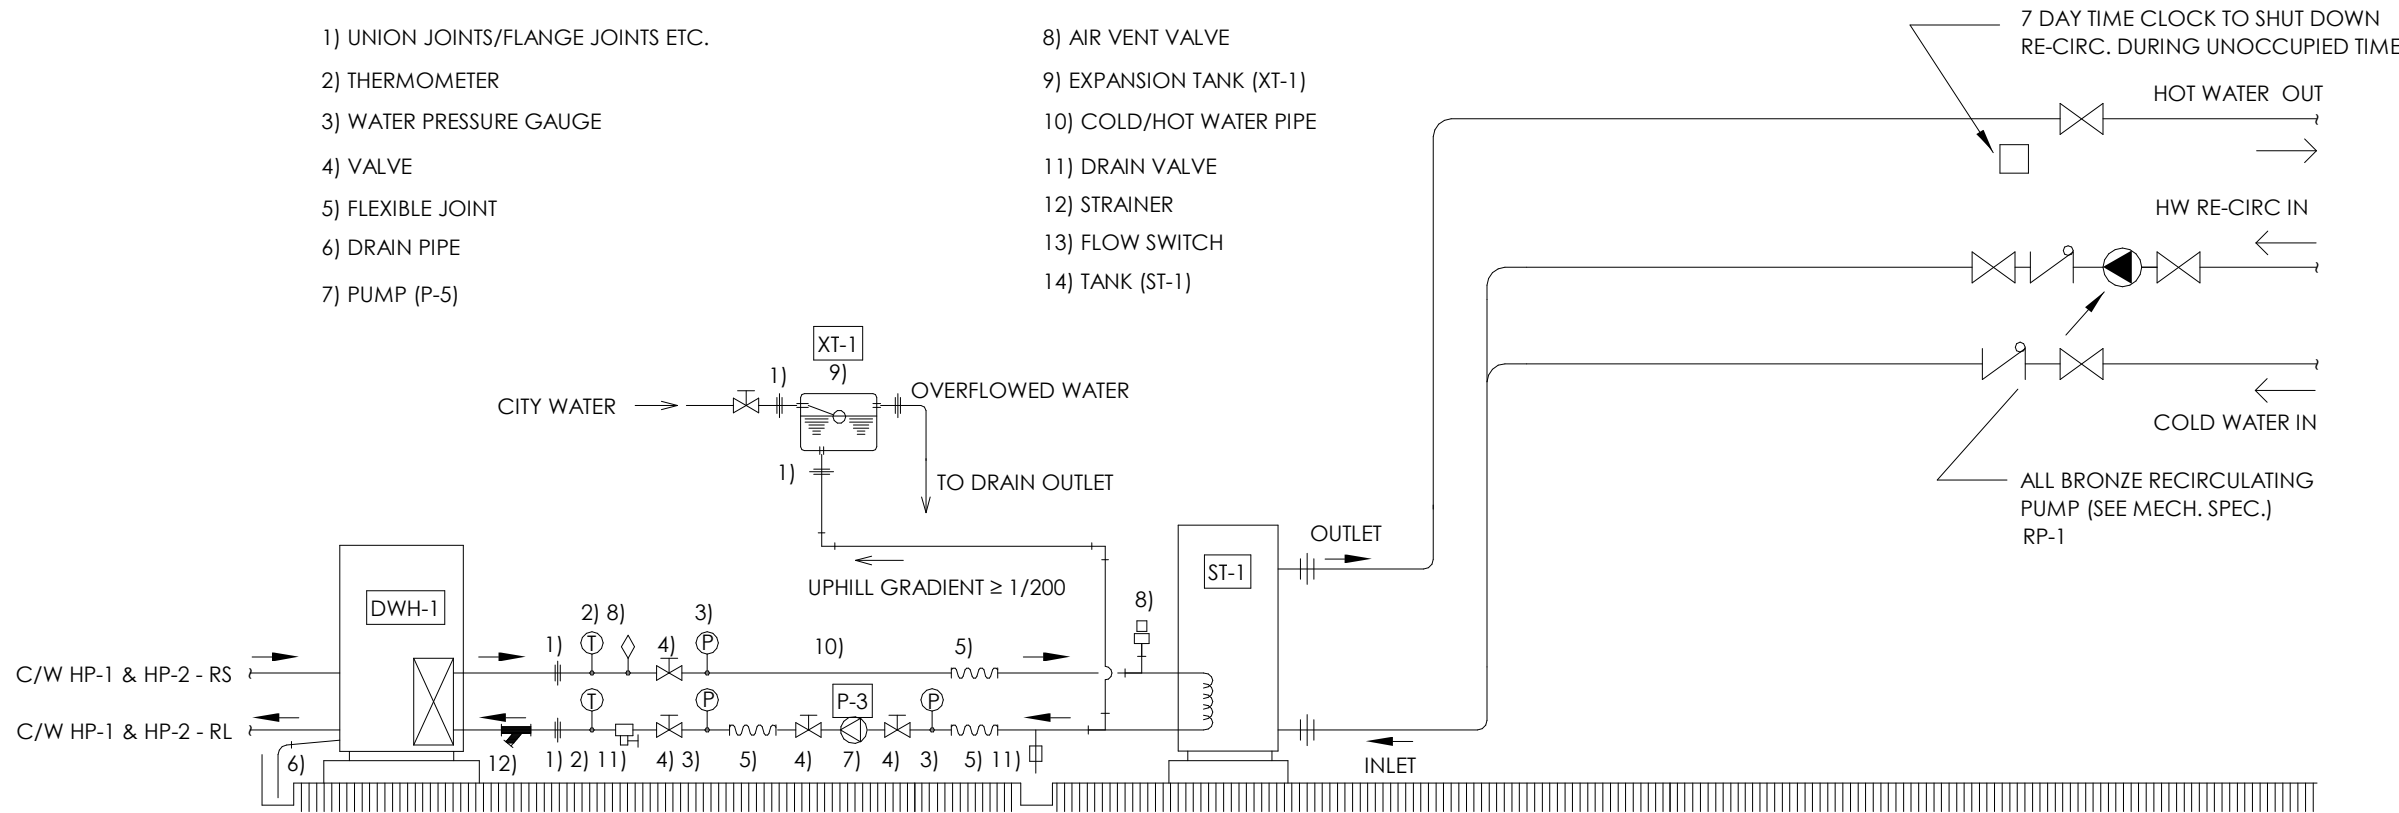 1) UNION JOINTS/FLANGE JOINTS ETC.
2) THERMOMETER
3) WATER PRESSURE GAUGE
4) VALVE
5) FLEXIBLE JOINT
6) DRAIN PIPE
7) PUMP (P-5)
8) AIR VENT VALVE
9) EXPANSION TANK (XT-1)
10) COLD/HOT WATER PIPE
11) DRAIN VALVE
12) STRAINER
13) FLOW SWITCH
14) TANK (ST-1)
7 DAY TIME CLOCK TO SHUT DOWN
RE-CIRC. DURING UNOCCUPIED TIME
HOT WATER OUT
HW RE-CIRC IN
COLD WATER IN
ALL BRONZE RECIRCULATING
PUMP (SEE MECH. SPEC.)
RP-1
XT-1
1) 9)
CITY WATER
OVERFLOWED WATER
1)
TO DRAIN OUTLET
UPHILL GRADIENT ≥ 1/200
OUTLET
ST-1
DWH-1
2) 8) 3) 8)
1) T 4) P 10) 5)
C/W HP-1 & HP-2 - RS
T P P-3 P
C/W HP-1 & HP-2 - RL
6) 12) 1) 2) 11) 4) 3) 5) 4) 7) 4) 3) 5) 11)
INLET